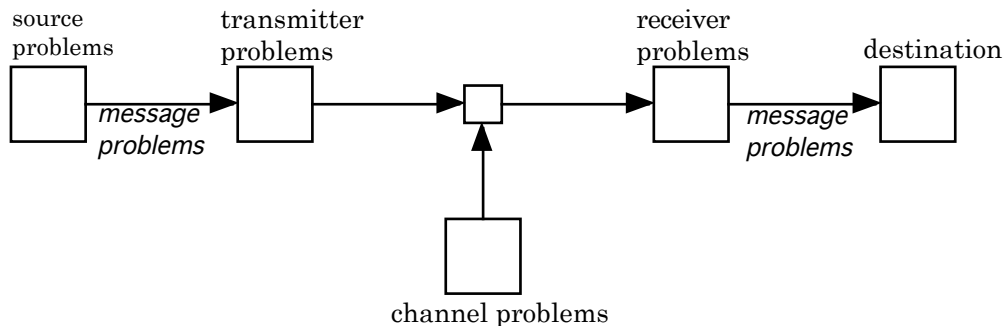 source
problems
transmitter
problems
receiver
problems
destination
message
problems
message
problems
channel problems